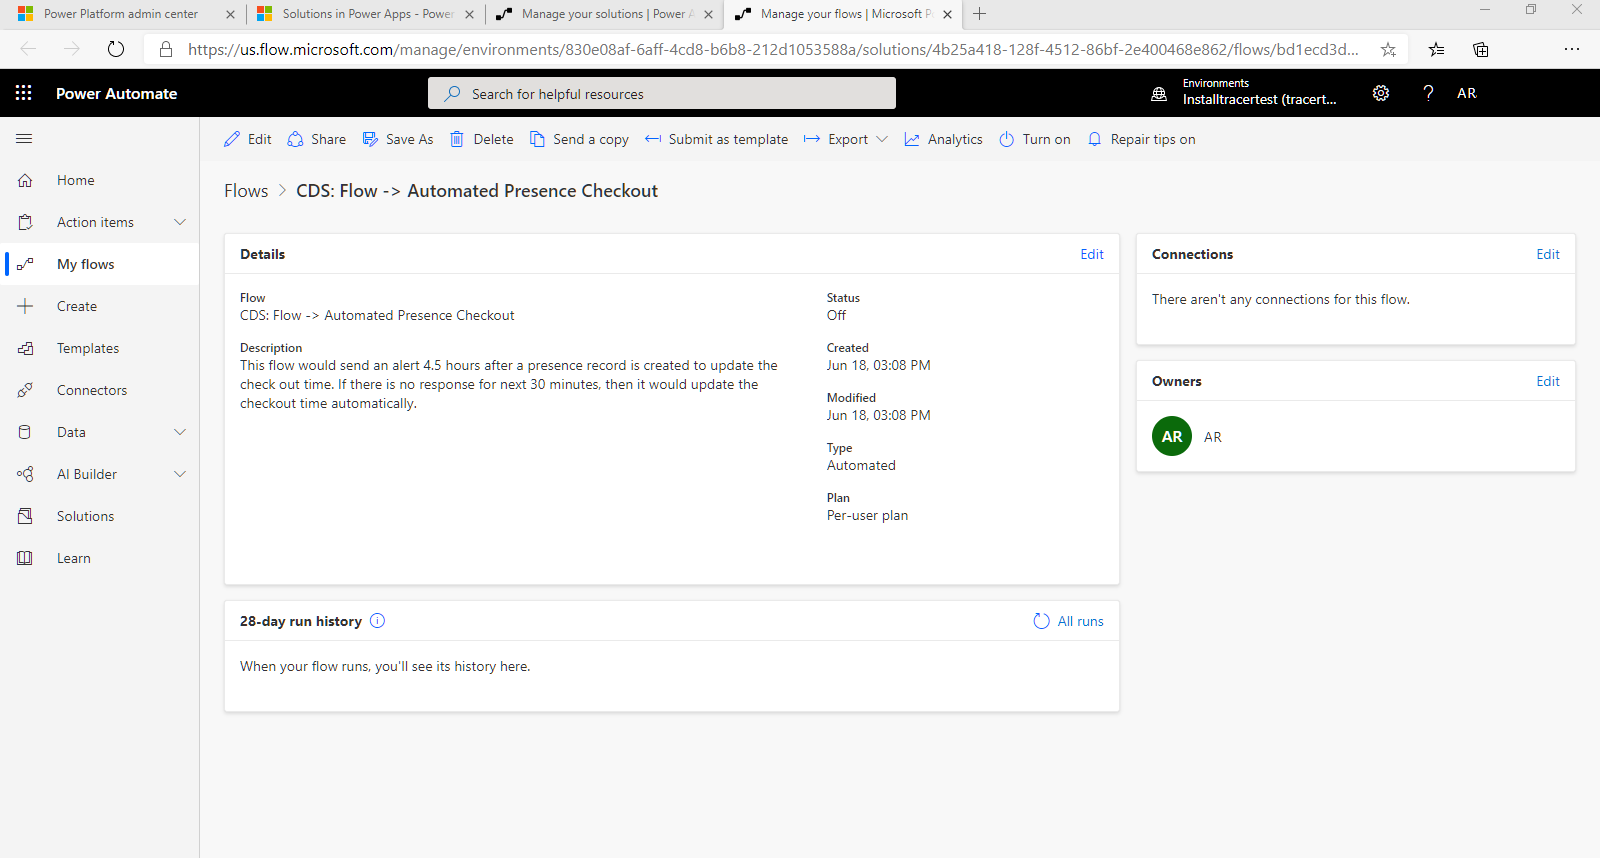 Power Platform admin center
Solutions in Power Apps - Power
Manage your solutions | Power A
Manage your flows | Microsoft P
https://us.flow.microsoft.com/manage/environments/830e08af-6aff-4cd8-b6b8-212d1053588a/solutions/4b25a418-128f-4512-86bf-2e400468e862/flows/bd1ecd3d...
Power Automate
Search for helpful resources
Environments
Installtracertest (tracert...
?
AR
Edit
Share
Save As
Delete
Send a copy
Submit as template
Export
Analytics
Turn on
Repair tips on
Home
Action items
My flows
Create
Templates
Connectors
Data
AI Builder
Solutions
Learn
Flows > CDS: Flow -> Automated Presence Checkout
Details
Edit
Flow
CDS: Flow -> Automated Presence Checkout
Description
This flow would send an alert 4.5 hours after a presence record is created to update the
check out time. If there is no response for next 30 minutes, then it would update the
checkout time automatically.
Status
Off
Created
Jun 18, 03:08 PM
Modified
Jun 18, 03:08 PM
Type
Automated
Plan
Per-user plan
Connections
Edit
There aren't any connections for this flow.
Owners
Edit
AR
AR
28-day run history
All runs
When your flow runs, you'll see its history here.